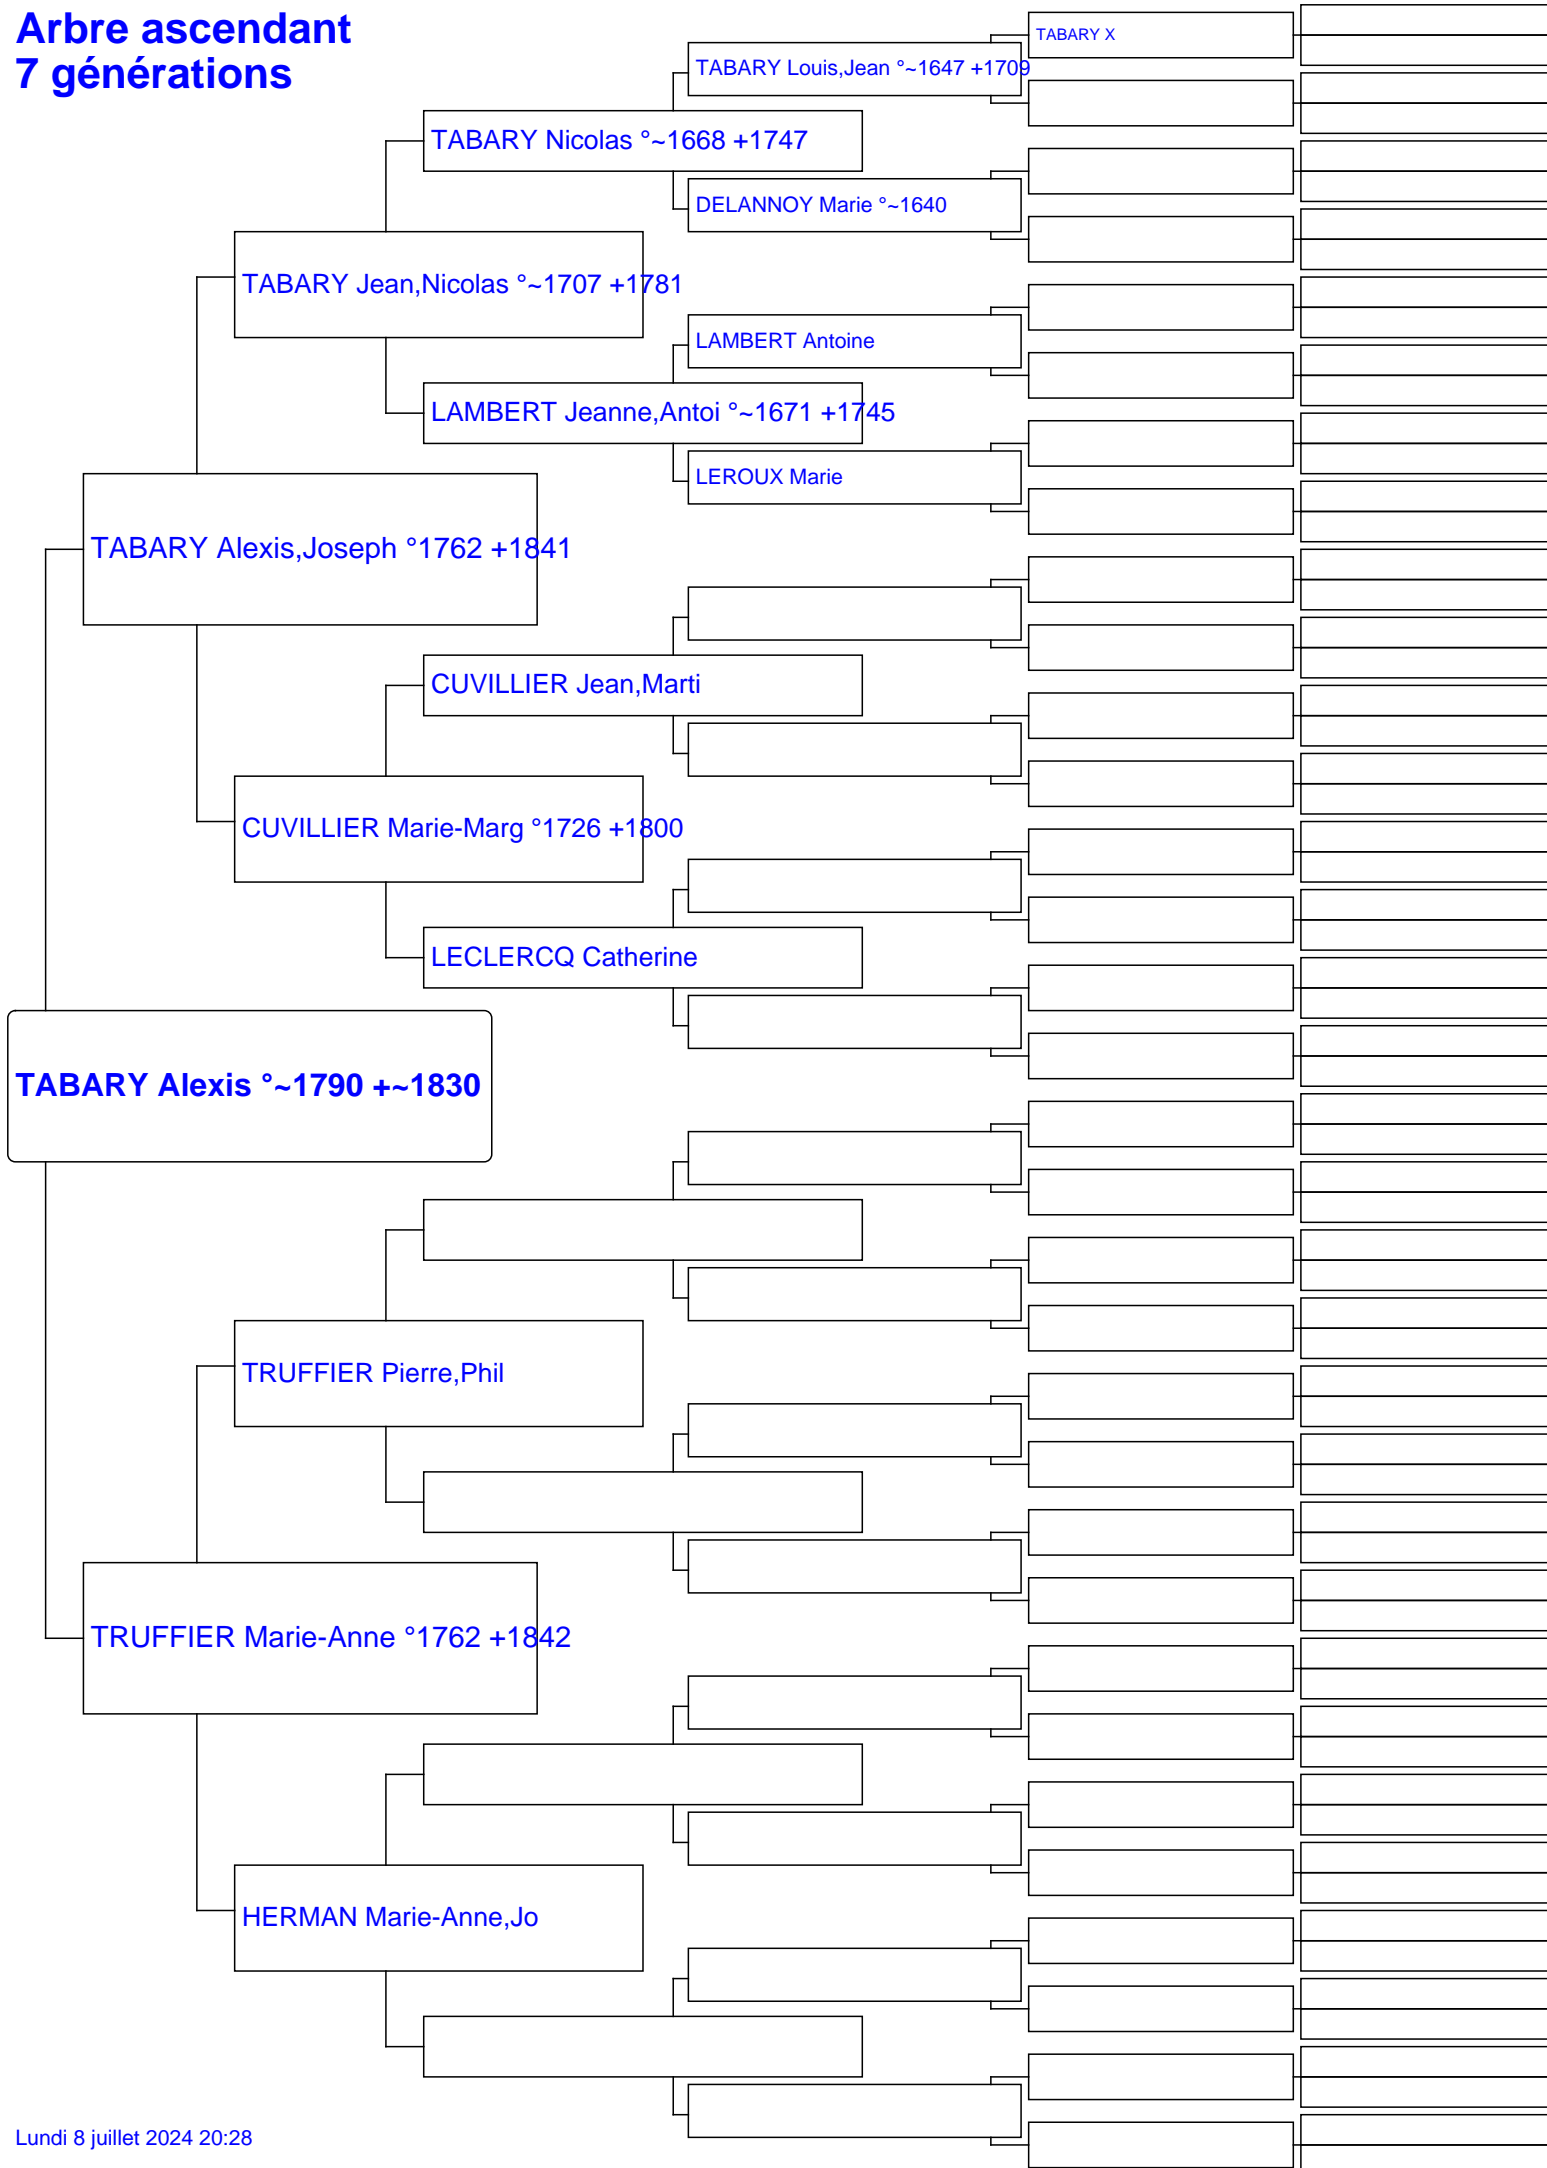 Arbre ascendant
7 générations
TABARY X
TABARY Louis,Jean °~1647 +1709
TABARY Nicolas °~1668 +1747
DELANNOY Marie °~1640
TABARY Jean,Nicolas °~1707 +1781
LAMBERT Antoine
LAMBERT Jeanne,Antoi °~1671 +1745
LEROUX Marie
TABARY Alexis,Joseph °1762 +1841
CUVILLIER Jean,Marti
CUVILLIER Marie-Marg °1726 +1800
LECLERCQ Catherine
TABARY Alexis °~1790 +~1830
TRUFFIER Pierre,Phil
TRUFFIER Marie-Anne °1762 +1842
HERMAN Marie-Anne,Jo
Lundi 8 juillet 2024 20:28